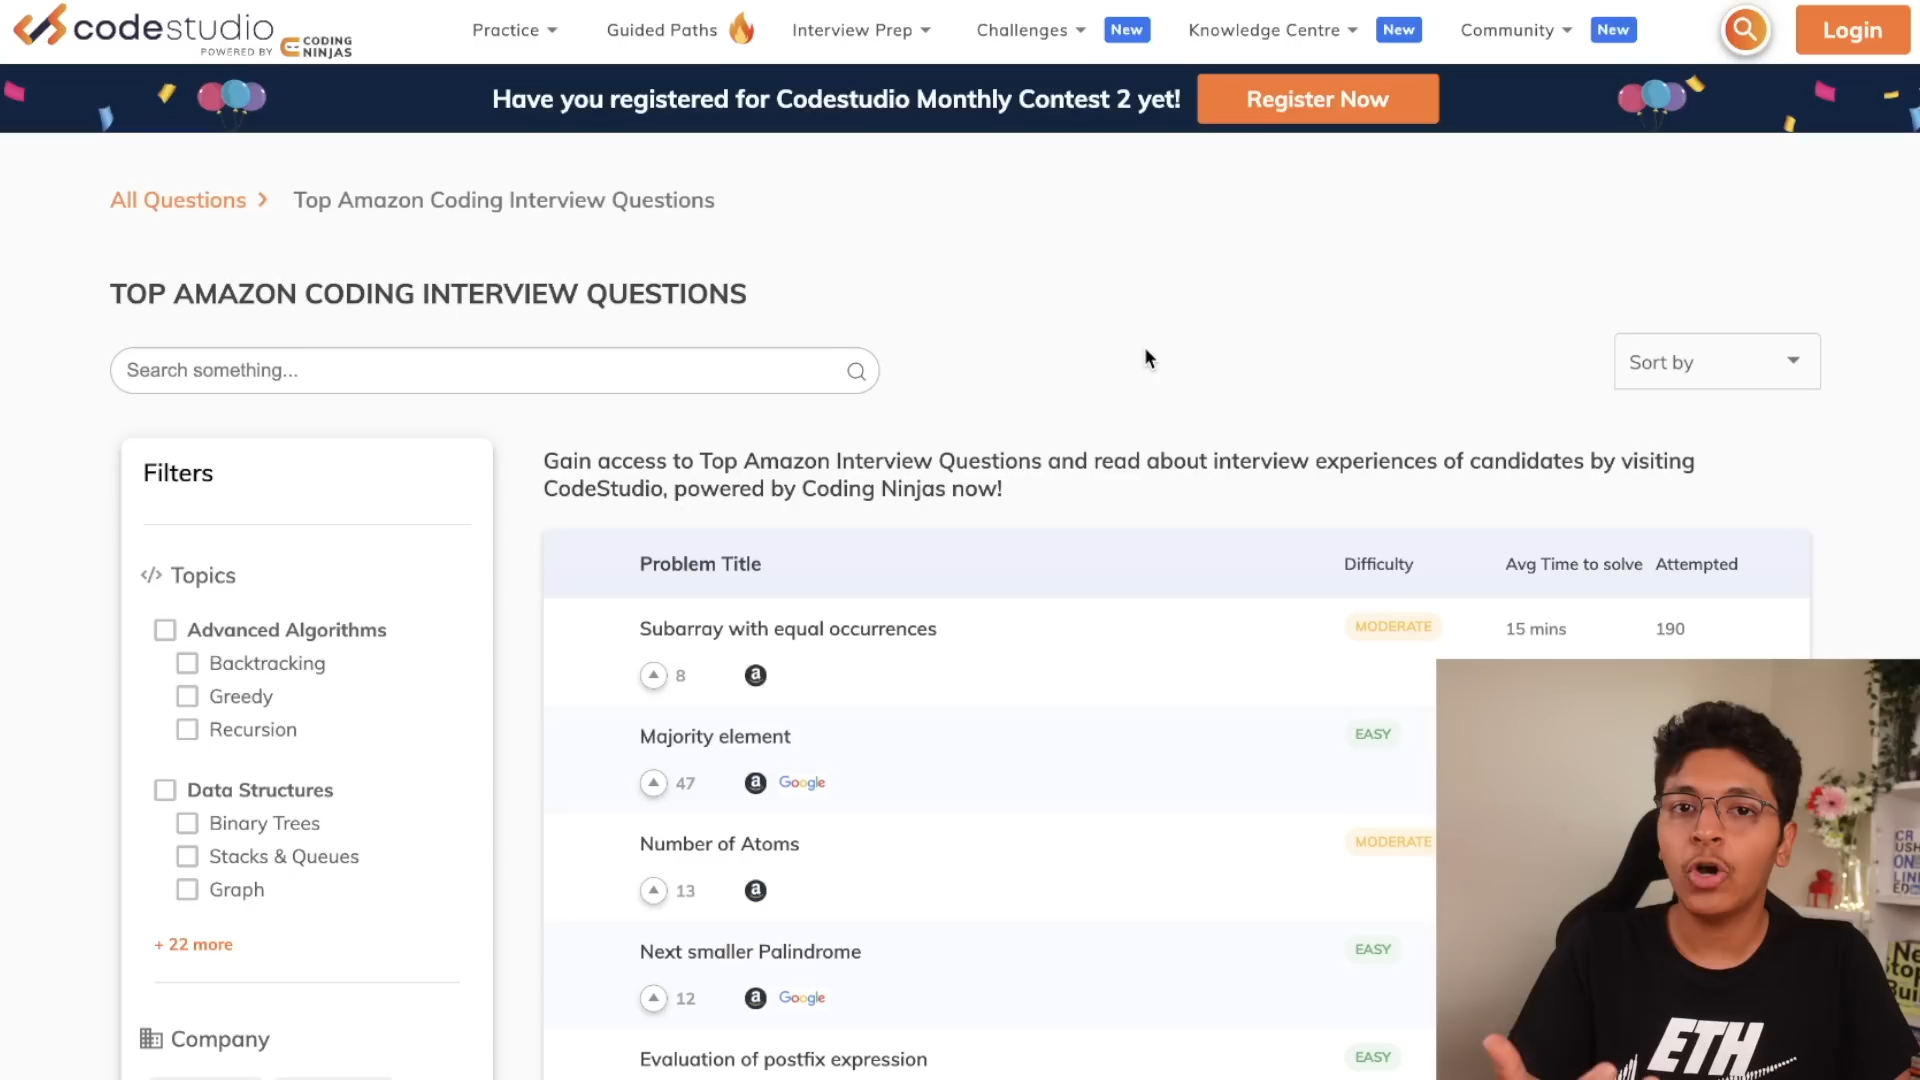 codestudio
POWERED BY CODING NINJAS
Practice
Guided Paths
Interview Prep
Challenges New
Knowledge Centre New
Community New
Login
Have you registered for Codestudio Monthly Contest 2 yet! Register Now
All Questions > Top Amazon Coding Interview Questions
TOP AMAZON CODING INTERVIEW QUESTIONS
Search something...
Sort by
Filters
</> Topics
Advanced Algorithms
Backtracking
Greedy
Recursion
Data Structures
Binary Trees
Stacks & Queues
Graph
+ 22 more
Company
Gain access to Top Amazon Interview Questions and read about interview experiences of candidates by visiting
CodeStudio, powered by Coding Ninjas now!
Problem Title Difficulty Avg Time to solve Attempted
Subarray with equal occurrences MODERATE 15 mins 190
8 a
Majority element EASY
47 a Google
Number of Atoms MODERATE
13 a
Next smaller Palindrome EASY
12 a Google
Evaluation of postfix expression EASY
CR
USH
ON
LIN
ED
ETH